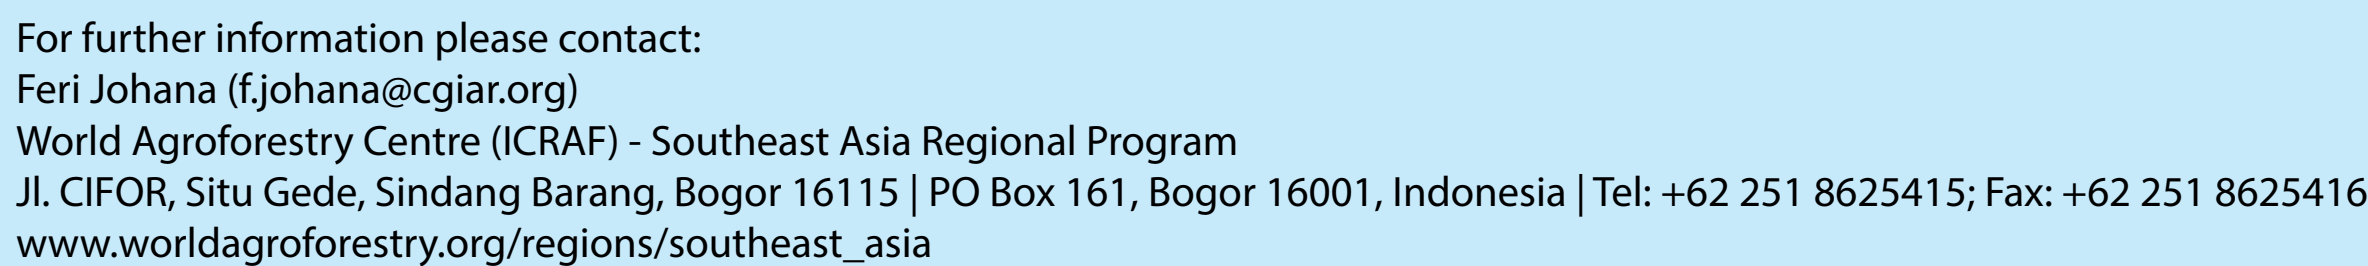 For further information please contact:
Feri Johana (f.johana@cgiar.org)
World Agroforestry Centre (ICRAF) - Southeast Asia Regional Program
Jl. CIFOR, Situ Gede, Sindang Barang, Bogor 16115 | PO Box 161, Bogor 16001, Indonesia | Tel: +62 251 8625415; Fax: +62 251 8625416
www.worldagroforestry.org/regions/southeast_asia